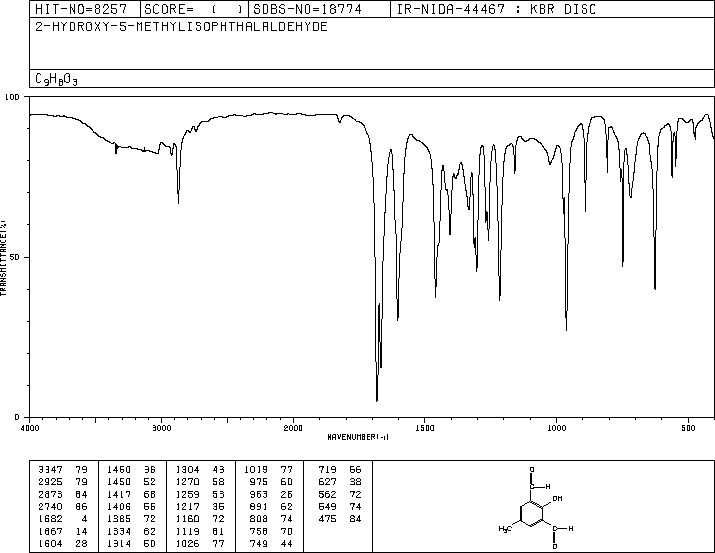 HIT-NO=8257 SCORE= ( ) SDBS-NO=18774 IR-NIDA-44467 : KBR DISC
2-HYDROXY-5-METHYLISOPHTHALALDEHYDE
C9H8O3
100
50
0
TRANSMITTANCE(%)
4000 3000 2000 1500 1000 500
WAVENUMBER(-1)
3347 79 1460 36 1304 43 1019 77 719 66
2925 79 1450 52 1270 58 975 60 627 38
2873 64 1417 68 1259 53 963 26 562 72
2740 86 1406 55 1217 35 891 62 549 74
1682 4 1385 72 1160 72 808 74 475 84
1667 14 1334 62 1119 81 758 70
1604 28 1314 50 1026 77 749 44
O
C—H
OH
H3C
C—H
O